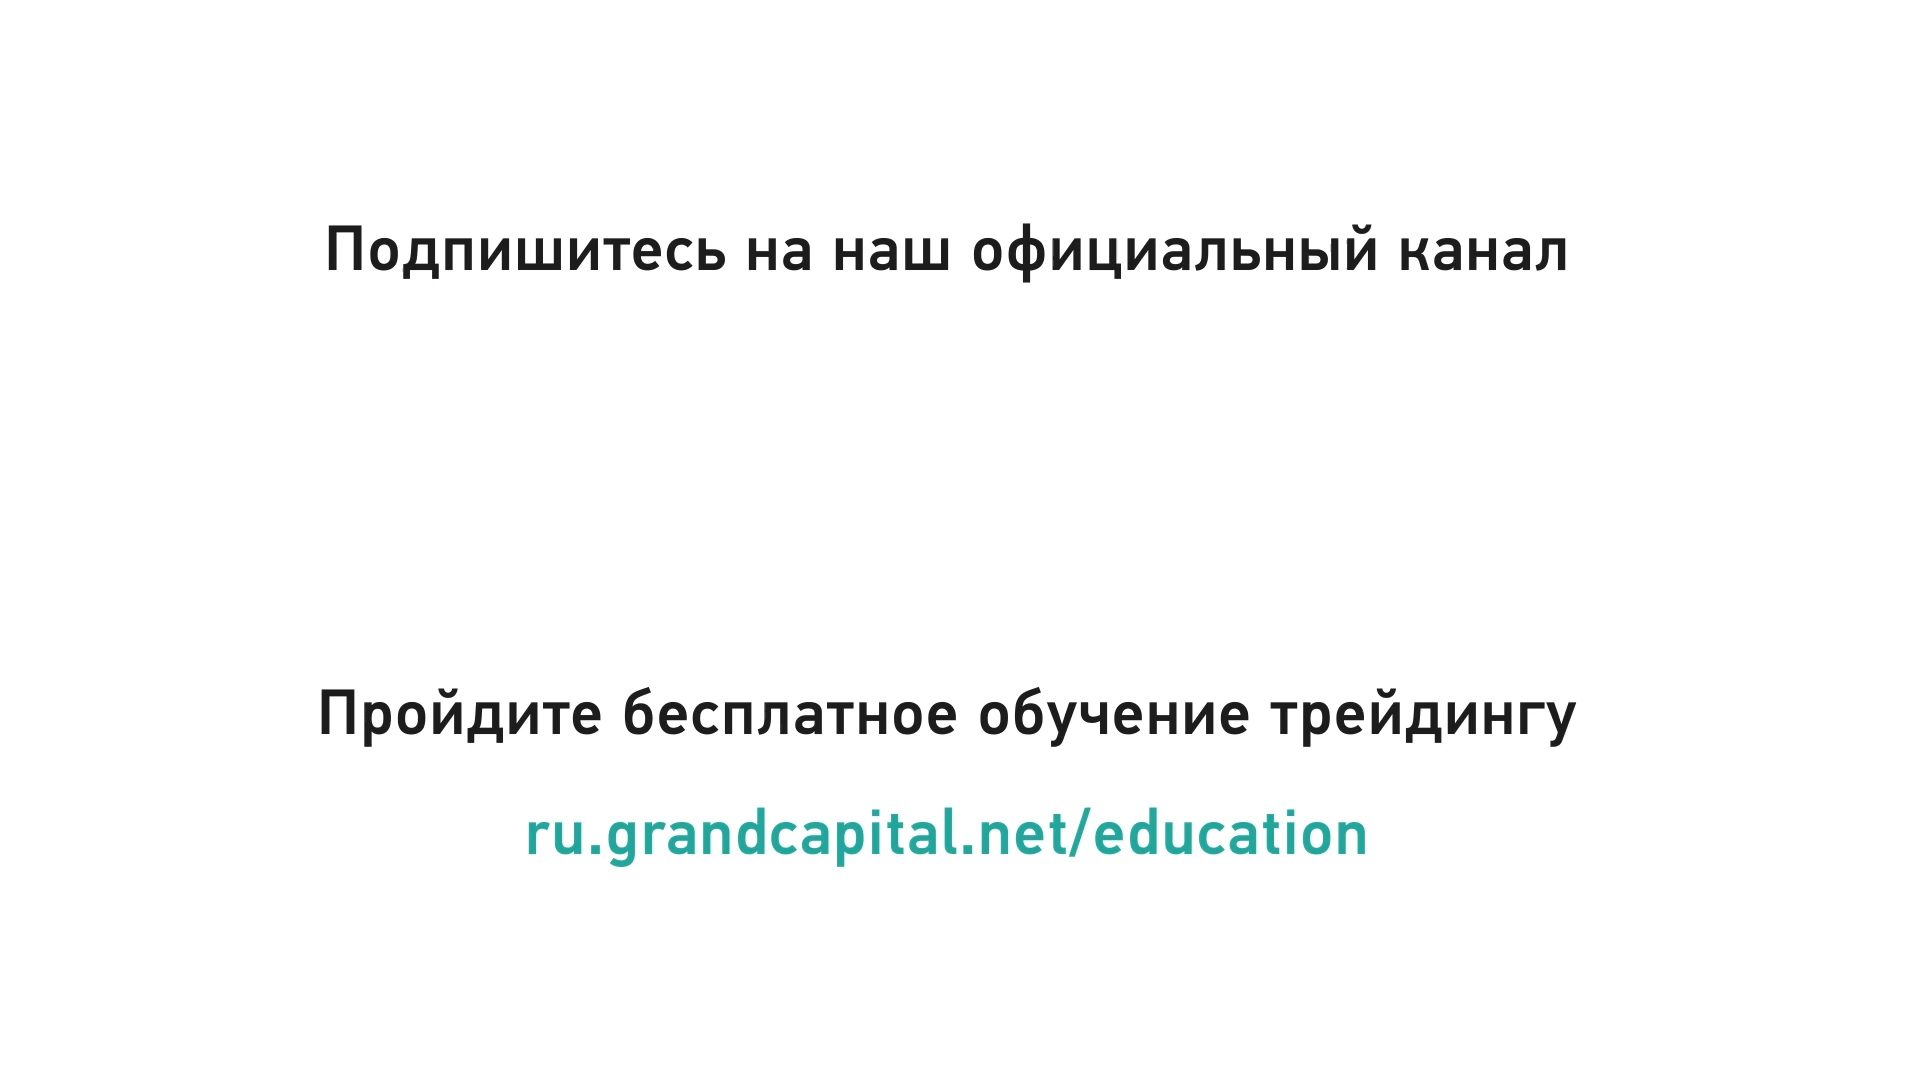 Подпишитесь на наш официальный канал
Пройдите бесплатное обучение трейдингу
ru.grandcapital.net/education